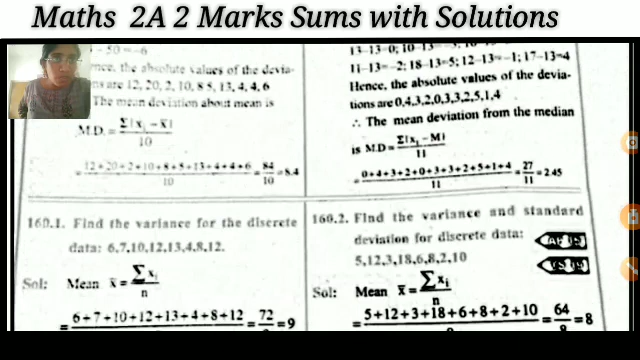 Maths 2A 2 Marks Sums with Solutions
- 50 = -6
the absolute values of the devia-
ns are 12, 20, 2, 10, 8 5, 13, 4, 4, 6
The mean deviation about mean is
M.D. = Σ|xᵢ - x̄| / 10
= 12+20+2+10+8+8+13+4+4+6 / 10 = 84 / 10 = 8.4
160.1. Find the variance for the discrete
data: 6,7,10,12,13,4,8,12.
Sol: Mean x̄ = Σxᵢ / n
= 6+7+10+12+13+4+8+12 = 72 = 9
13-13=0; 10-13
11-13=-2; 18-13=5; 12-13=-1; 17-13=4
Hence, the absolute values of the devia-
tions are 0,4,3,2,0,3,3,2,5,1,4
∴ The mean deviation from the median
is M.D = Σ|xᵢ - M| / 11
= 0+4+3+2+0+3+3+2+5+1+4 / 11 = 27 / 11 = 2.45
160.2. Find the variance and standard
deviation for discrete data:
5,12,3,18,6,8,2,10
Sol: Mean x̄ = Σxᵢ / n
= 5+12+3+18+6+8+2+10 = 64 / 8 = 8